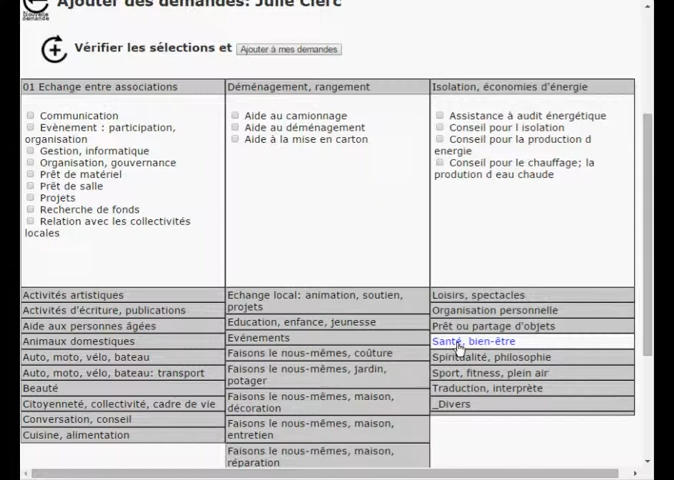 Ajouter des demandes: Julie Clerc
Nouvelle
demande
Vérifier les sélections et Ajouter à mes demandes
01 Echange entre associations
Communication
Evènement : participation,
organisation
Gestion, informatique
Organisation, gouvernance
Prêt de matériel
Prêt de salle
Projets
Recherche de fonds
Relation avec les collectivités
locales
Activités artistiques
Activités d'écriture, publications
Aide aux personnes âgées
Animaux domestiques
Auto, moto, vélo, bateau
Auto, moto, vélo, bateau: transport
Beauté
Citoyenneté, collectivité, cadre de vie
Conversation, conseil
Cuisine, alimentation
Déménagement, rangement
Aide au camionnage
Aide au déménagement
Aide à la mise en carton
Echange local: animation, soutien,
projets
Education, enfance, jeunesse
Evénements
Faisons le nous-mêmes, couture
Faisons le nous-mêmes, jardin,
potager
Faisons le nous-mêmes, maison,
décoration
Faisons le nous-mêmes, maison,
entretien
Faisons le nous-mêmes, maison,
réparation
Isolation, économies d'énergie
Assistance à audit énergétique
Conseil pour l isolation
Conseil pour la production d
energie
Conseil pour le chauffage; la
prodution d eau chaude
Loisirs, spectacles
Organisation personnelle
Prêt ou partage d'objets
Santé, bien-être
Spiritualité, philosophie
Sport, fitness, plein air
Traduction, interprète
_Divers